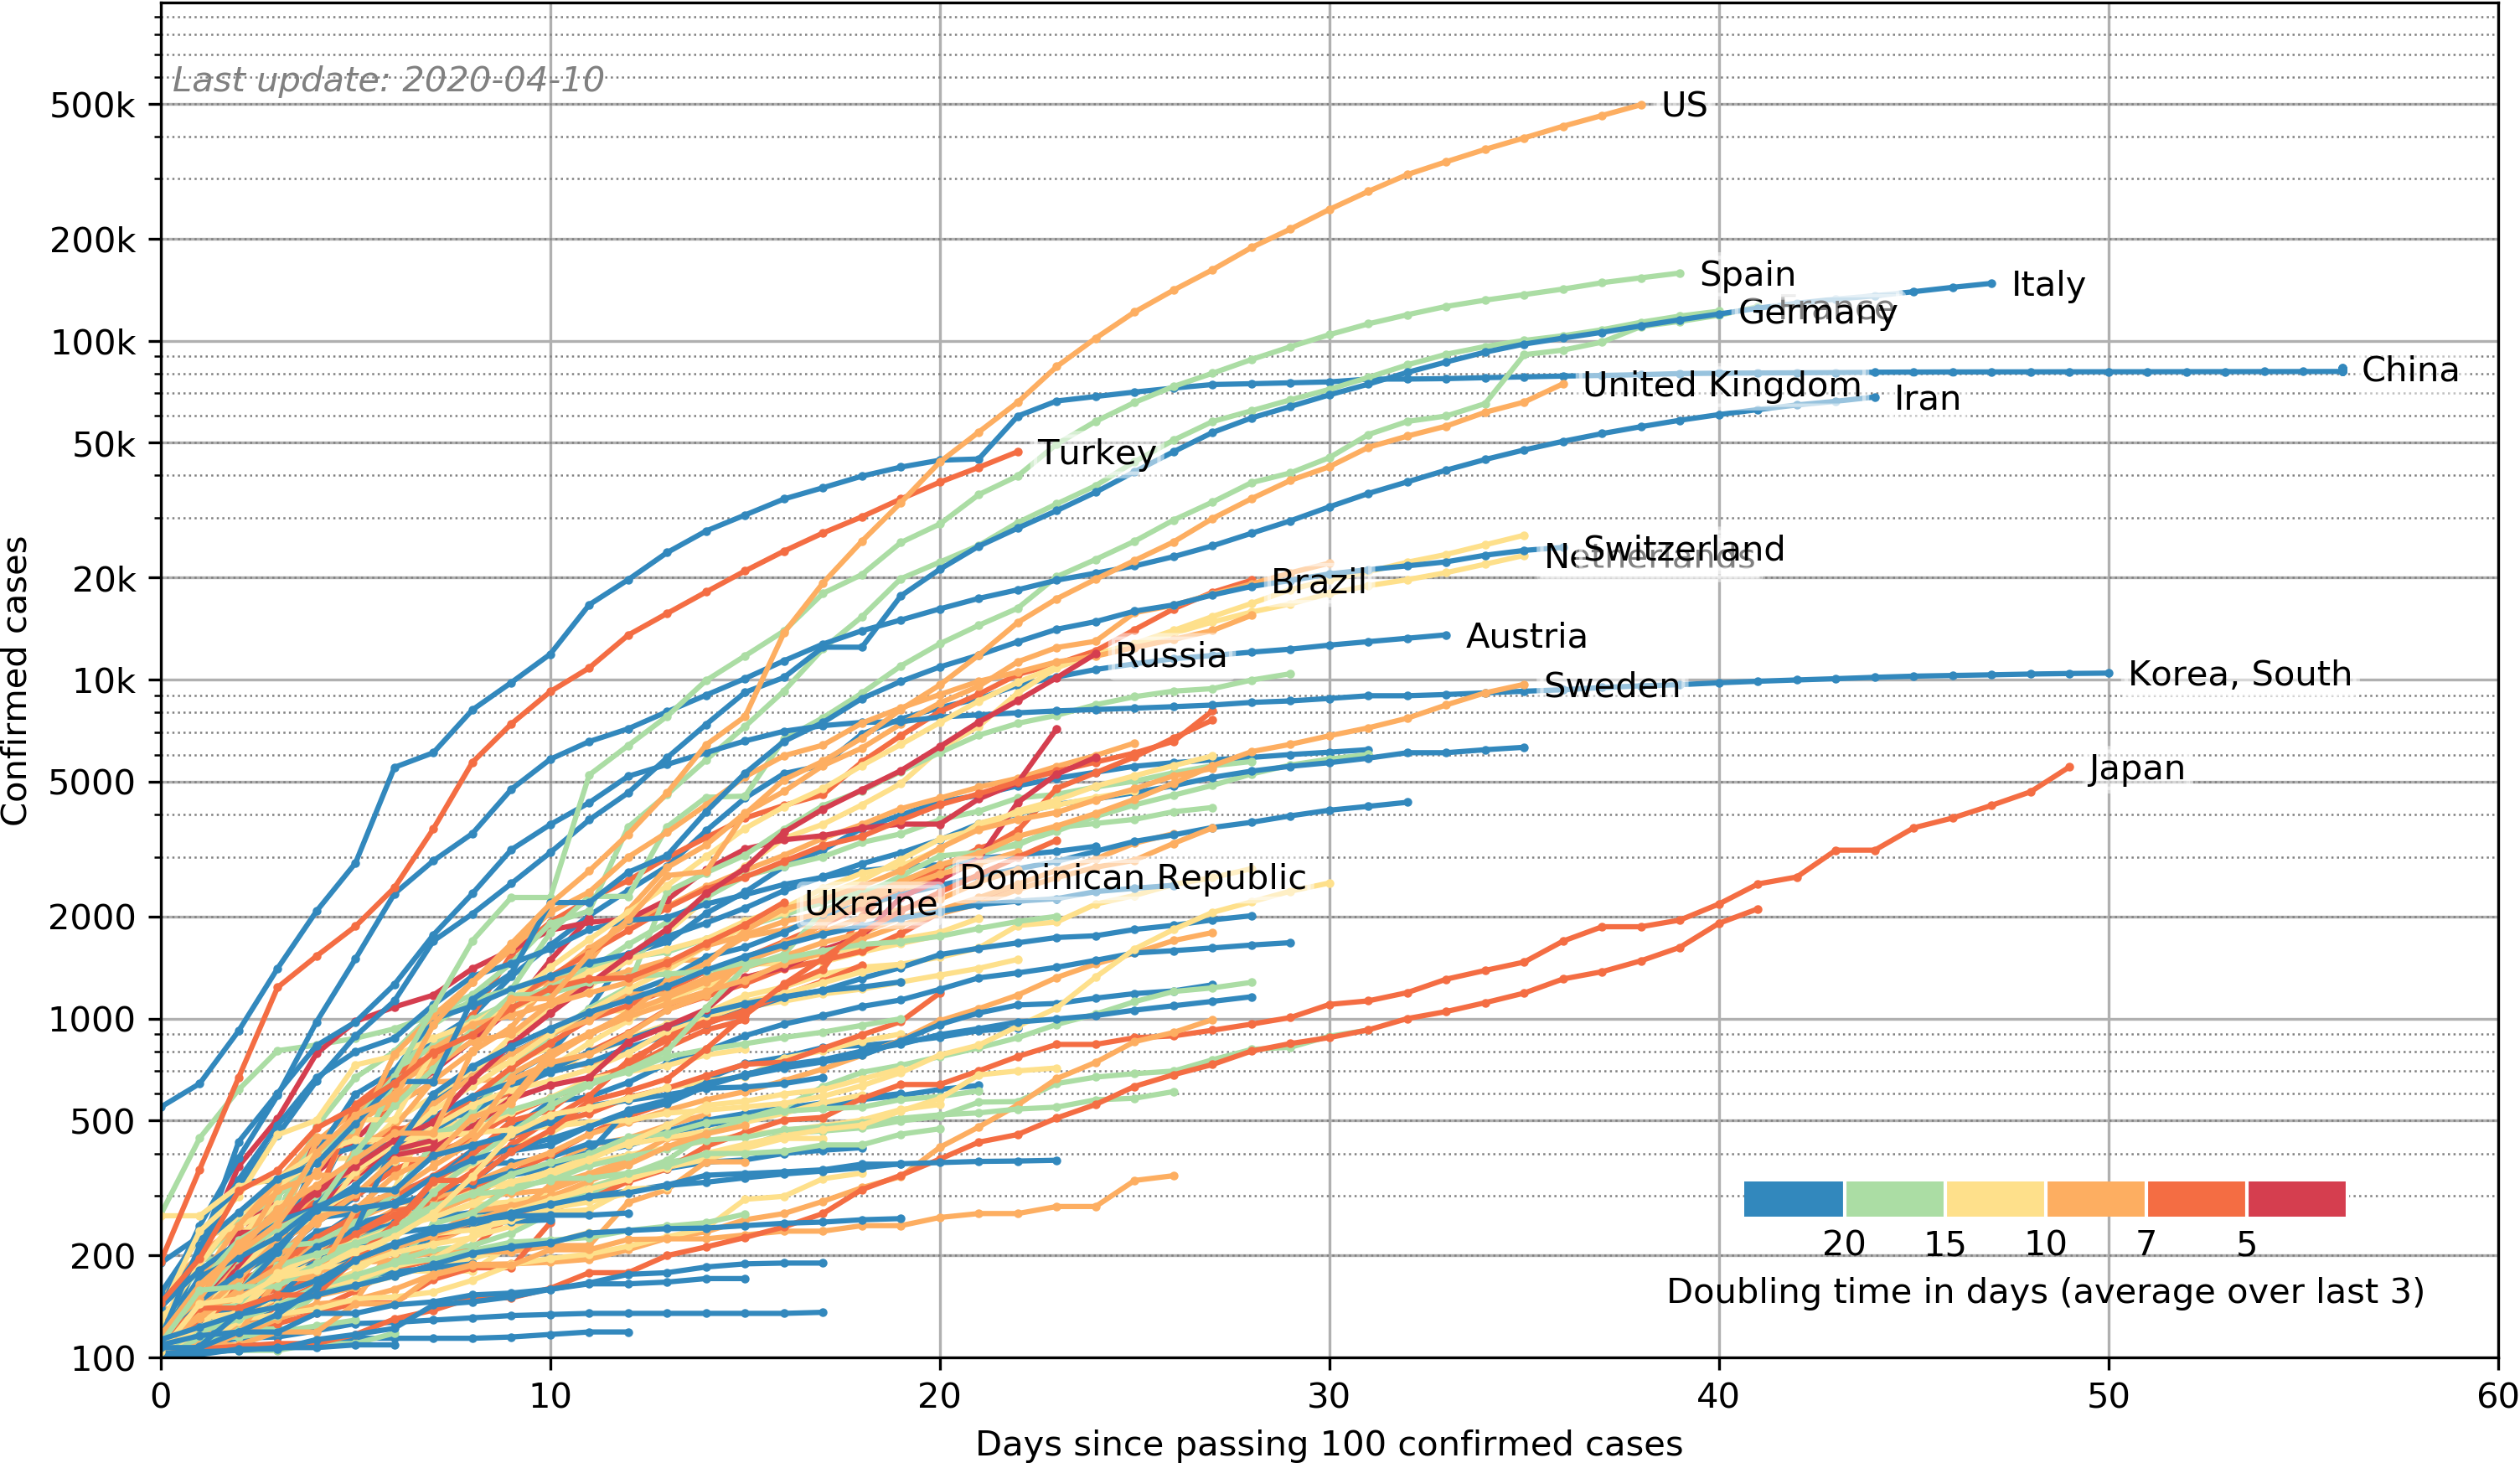 Last update: 2020-04-10
500k
200k
100k
50k
20k
10k
5000
2000
1000
500
200
100
Confirmed cases
US
Spain
Italy
France
Germany
China
United Kingdom
Iran
Turkey
Switzerland
Netherlands
Brazil
Austria
Russia
Korea, South
Sweden
Japan
Dominican Republic
Ukraine
20 15 10 7 5
Doubling time in days (average over last 3)
0 10 20 30 40 50 60
Days since passing 100 confirmed cases